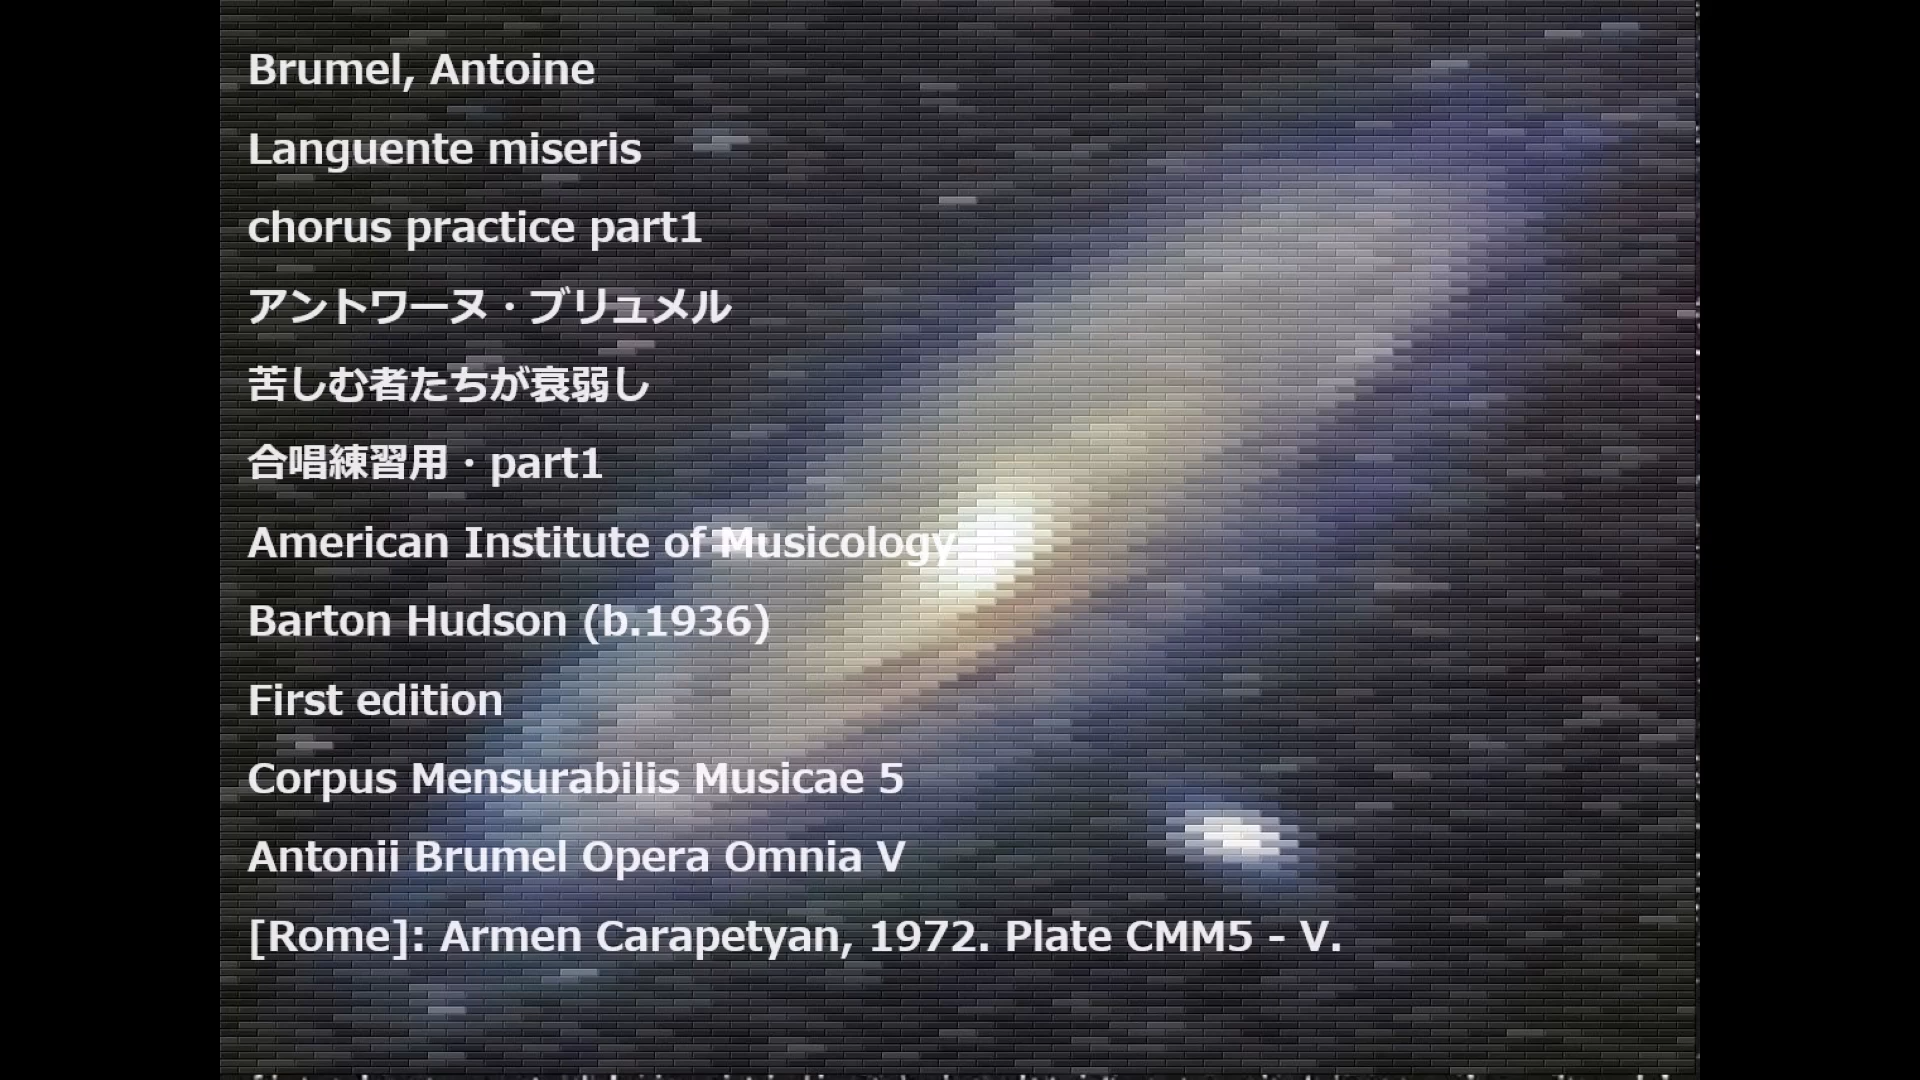 Brumel, Antoine
Languente miseris
chorus practice part1
アントワーヌ・ブリュメル
苦しむ者たちが衰弱し
合唱練習用・part1
American Institute of Musicology
Barton Hudson (b.1936)
First edition
Corpus Mensurabilis Musicae 5
Antonii Brumel Opera Omnia V
[Rome]: Armen Carapetyan, 1972. Plate CMM5 - V.